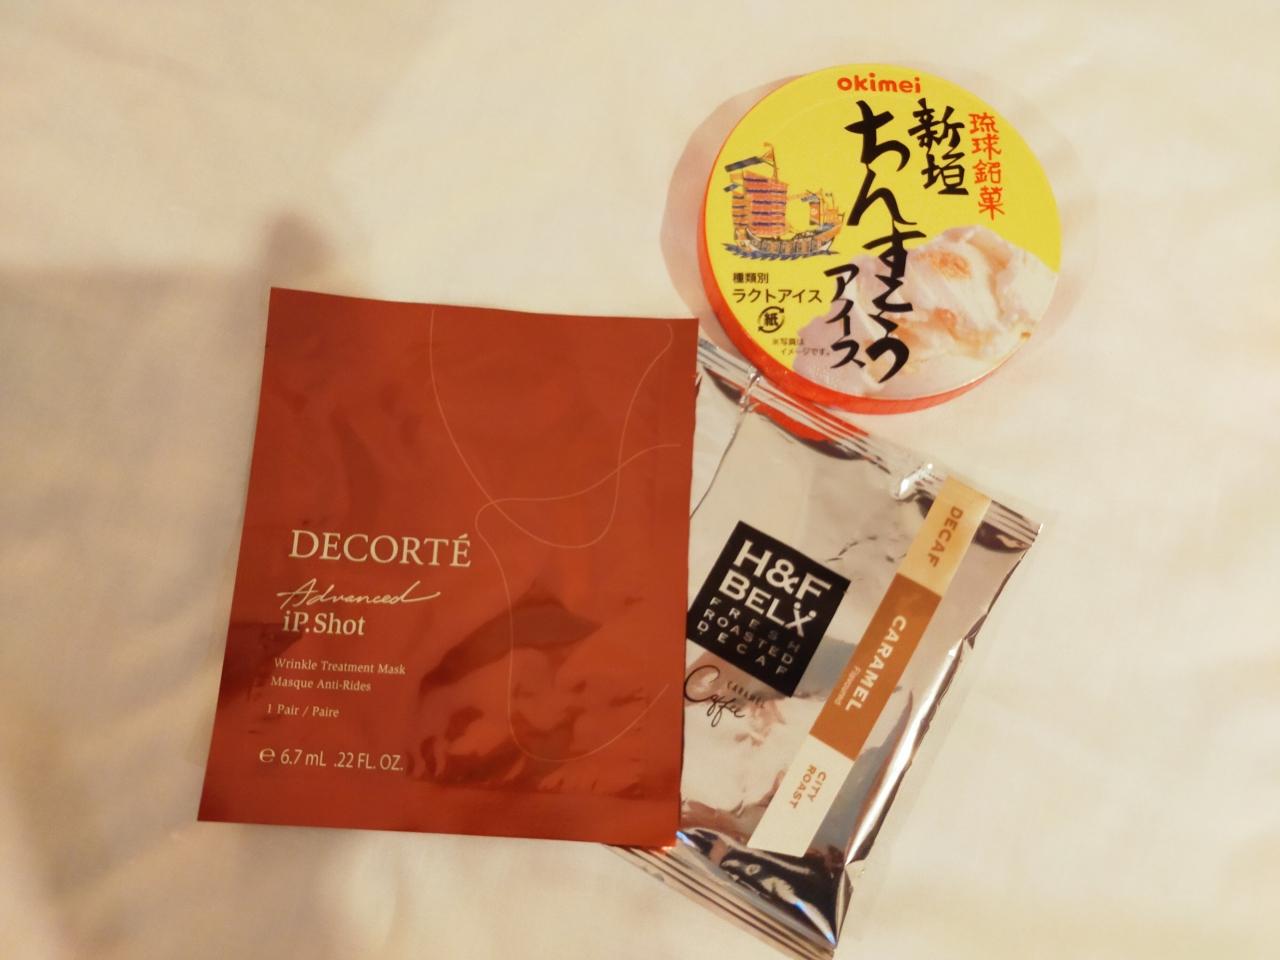 okimei
琉球銘菓
新垣
ちんすこう
アイス
種類別
ラクトアイス
紙
※写真は
イメージです。
DECORTÉ
Advanced
iP.Shot
Wrinkle Treatment Mask
Masque Anti-Rides
1 Pair / Paire
℮ 6.7 mL .22 FL. OZ.
H&F
BELX
FRESH
ROASTED
DECAF
CARAMEL
Caffè
DECAF
CARAMEL
Flavoured
CITY
ROAST